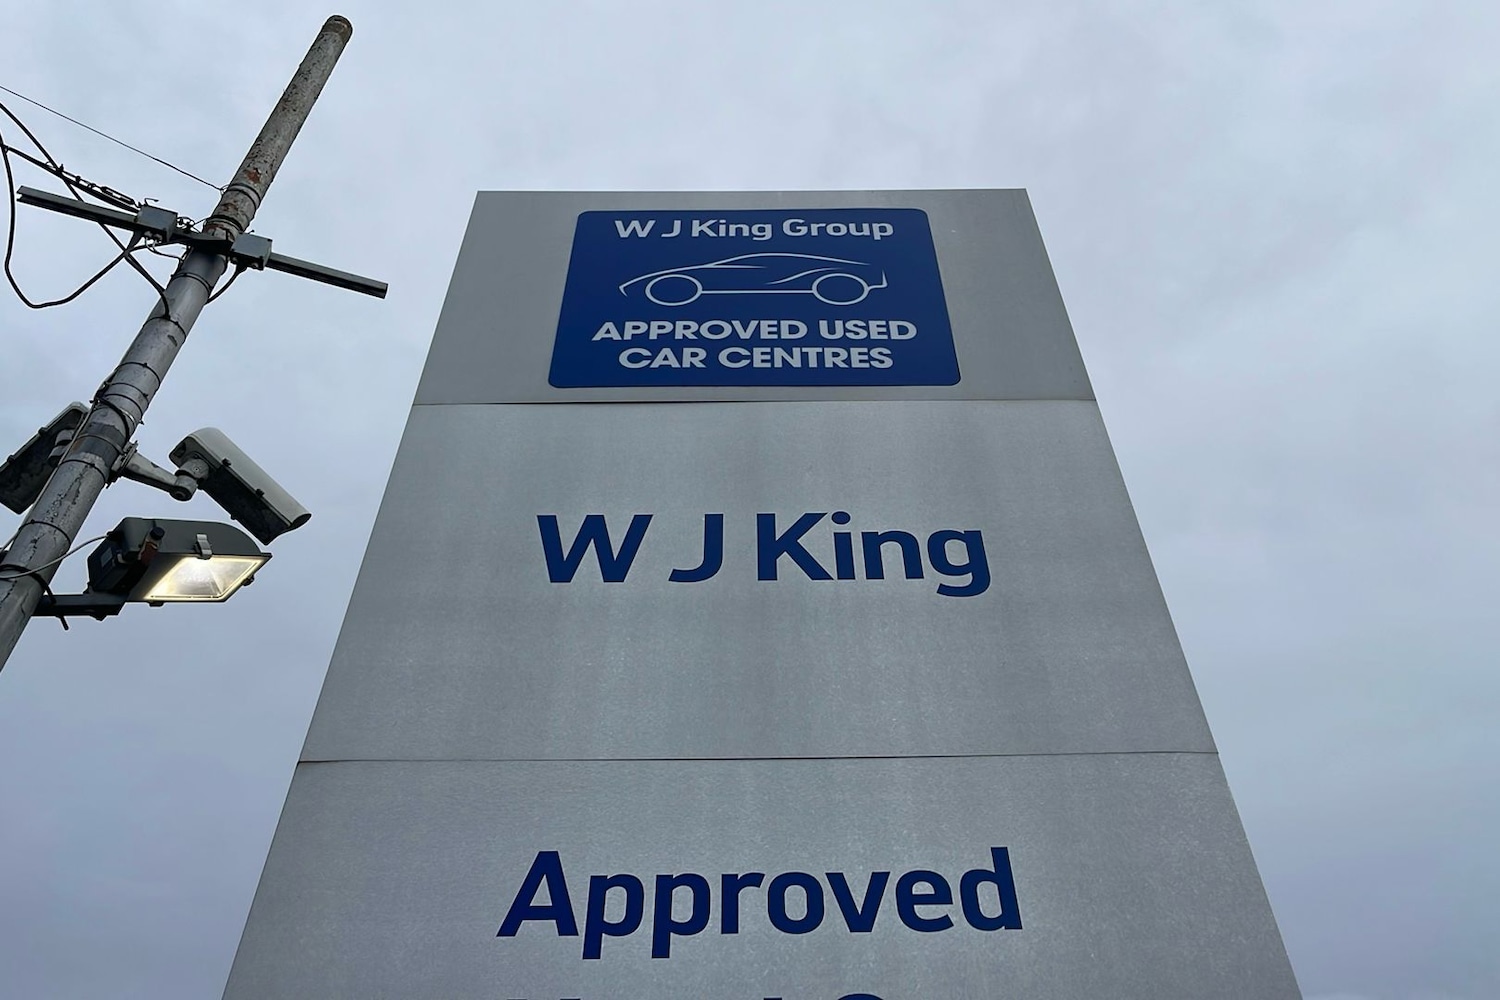 W J King Group
APPROVED USED
CAR CENTRES
W J King
Approved